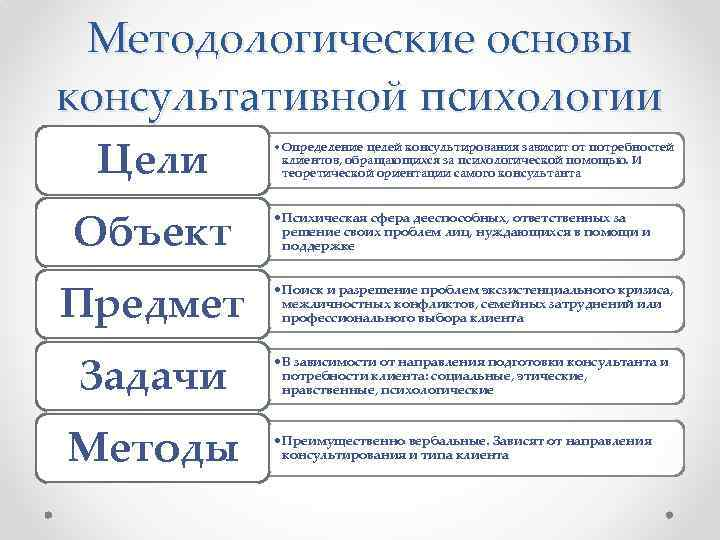 Методологические основы
консультативной психологии
Цели
•Определение целей консультирования зависит от потребностей
клиентов, обращающихся за психологической помощью. И
теоретической ориентации самого консультанта
Объект
•Психическая сфера дееспособных, ответственных за
решение своих проблем лиц, нуждающихся в помощи и
поддержке
Предмет
•Поиск и разрешение проблем эксзистенциального кризиса,
межличностных конфликтов, семейных затруднений или
профессионального выбора клиента
Задачи
•В зависимости от направления подготовки консультанта и
потребности клиента: социальные, этические,
нравственные, психологические
Методы
•Преимущественно вербальные. Зависят от направления
консультирования и типа клиента